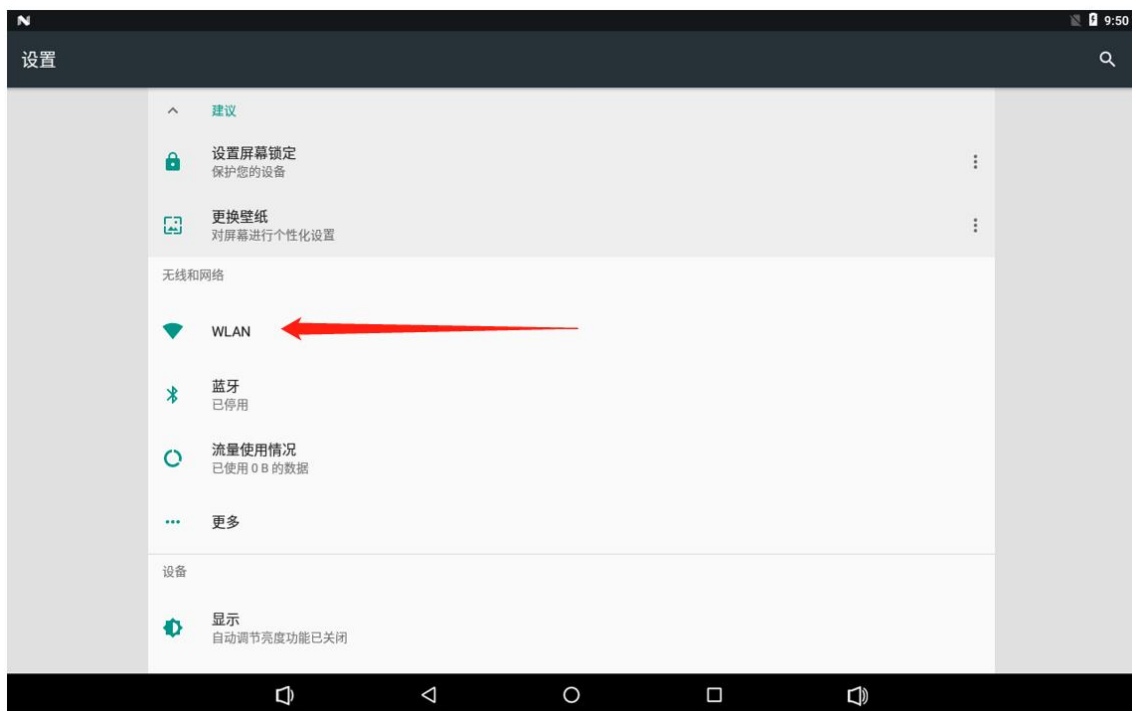 9:50
设置
建议
设置屏幕锁定
保护您的设备
更换壁纸
对屏幕进行个性化设置
无线和网络
WLAN
蓝牙
已停用
流量使用情况
已使用 0 B 的数据
更多
设备
显示
自动调节亮度功能已关闭